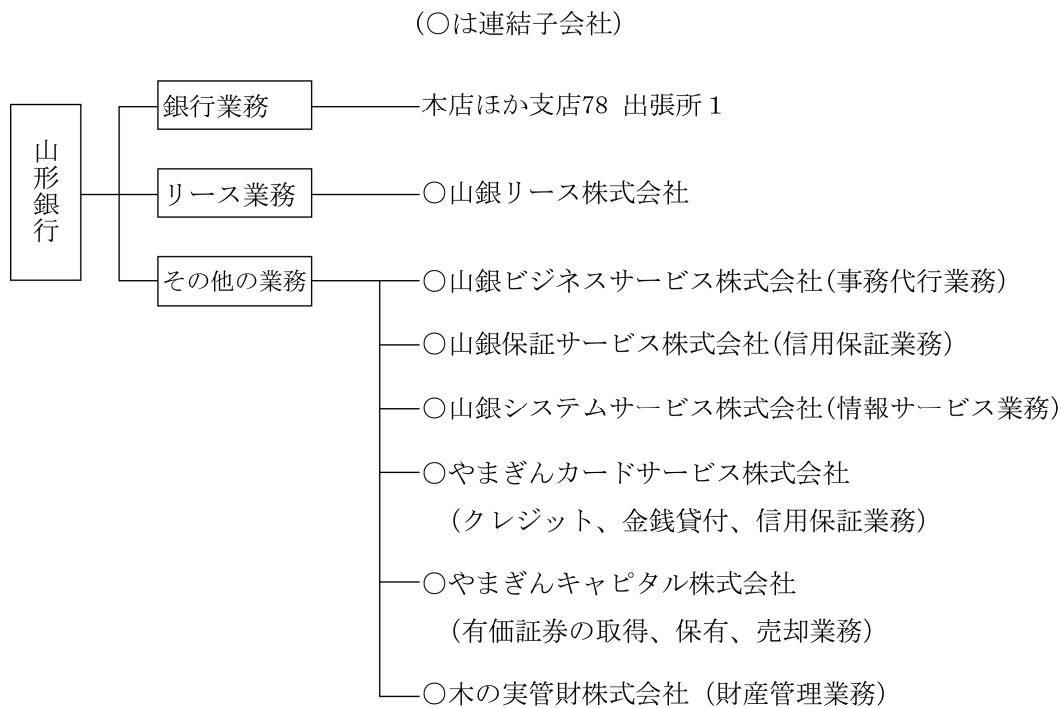 (○は連結子会社)
山形銀行
銀行業務
本店ほか支店78 出張所1
リース業務
○山銀リース株式会社
その他の業務
○山銀ビジネスサービス株式会社(事務代行業務)
○山銀保証サービス株式会社(信用保証業務)
○山銀システムサービス株式会社(情報サービス業務)
○やまぎんカードサービス株式会社
(クレジット、金銭貸付、信用保証業務)
○やまぎんキャピタル株式会社
(有価証券の取得、保有、売却業務)
○木の実管財株式会社 (財産管理業務)